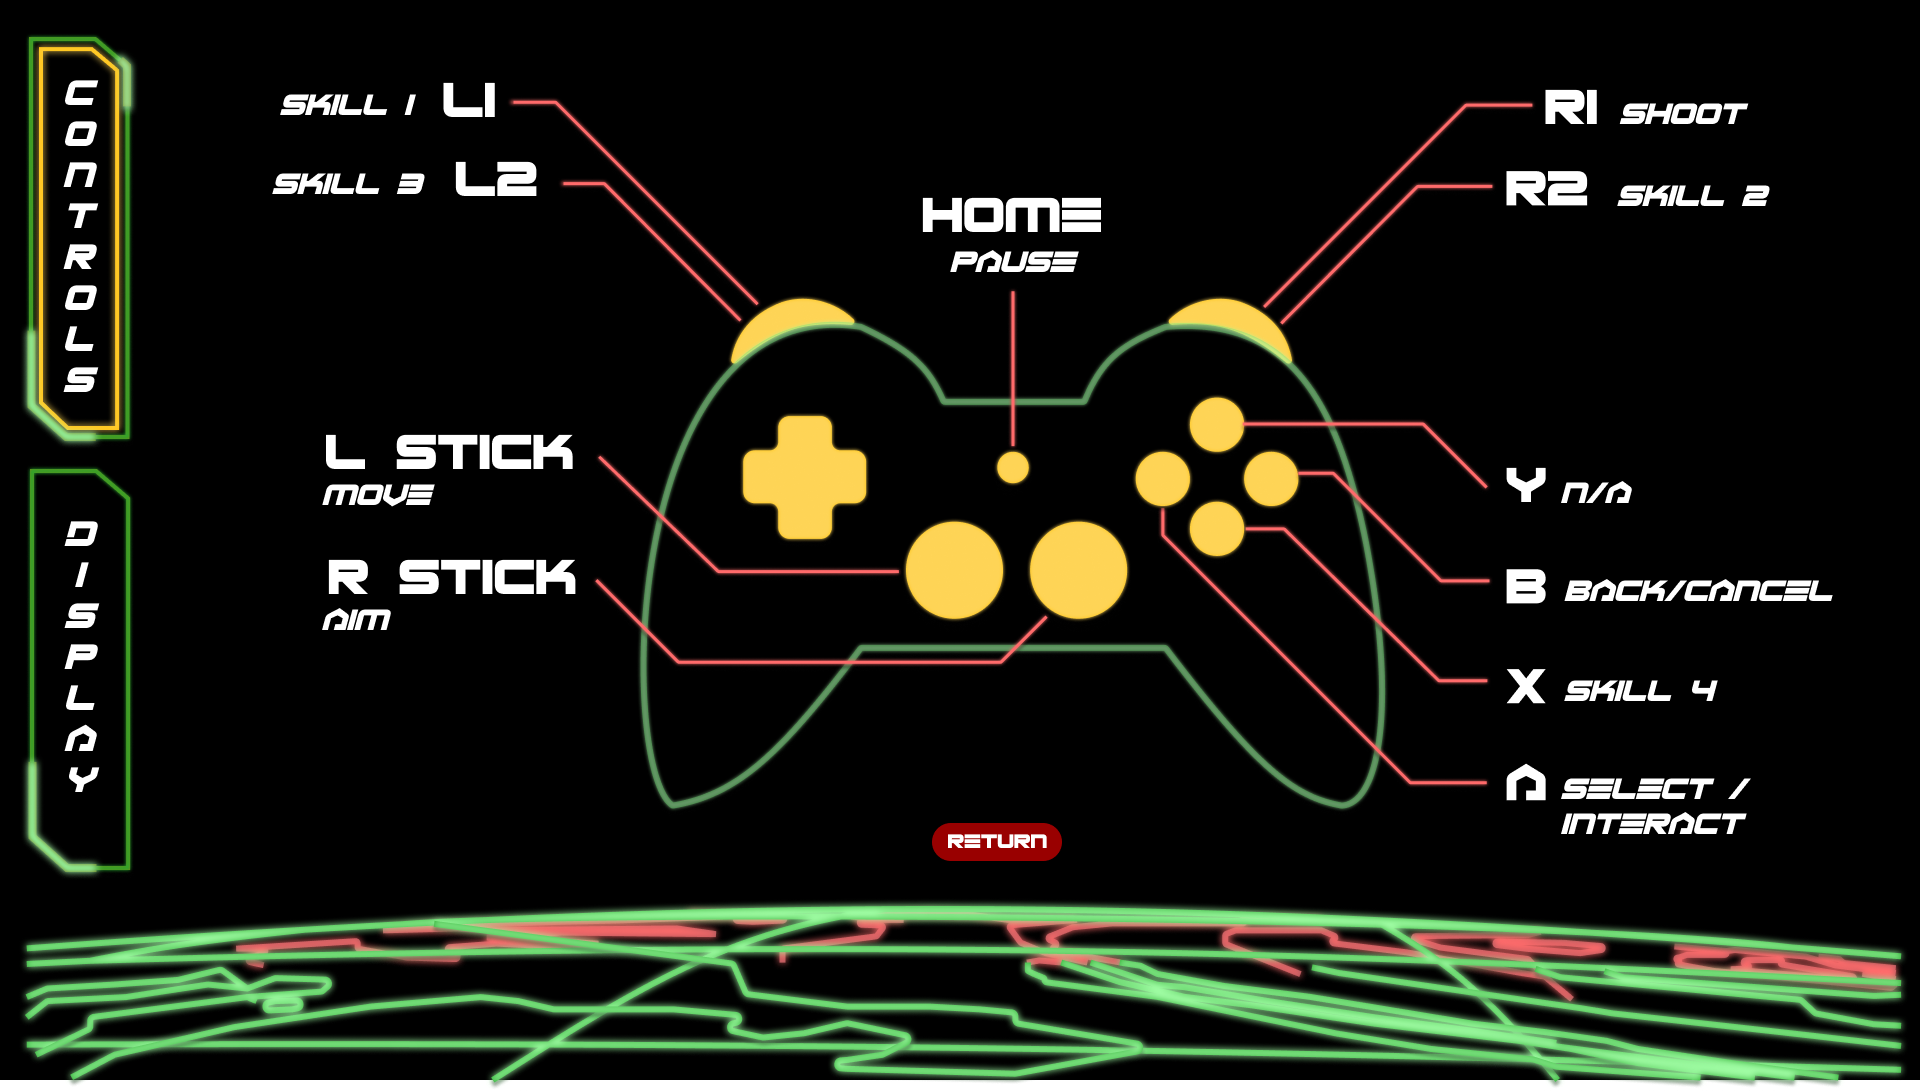 CONTROLS
DISPLAY
SKILL 1 L1
SKILL 3 L2
HOME
PAUSE
R1 SHOOT
R2 SKILL 2
L STICK
MOVE
R STICK
AIM
Y N/A
B BACK/CANCEL
X SKILL 4
A SELECT /
INTERACT
RETURN